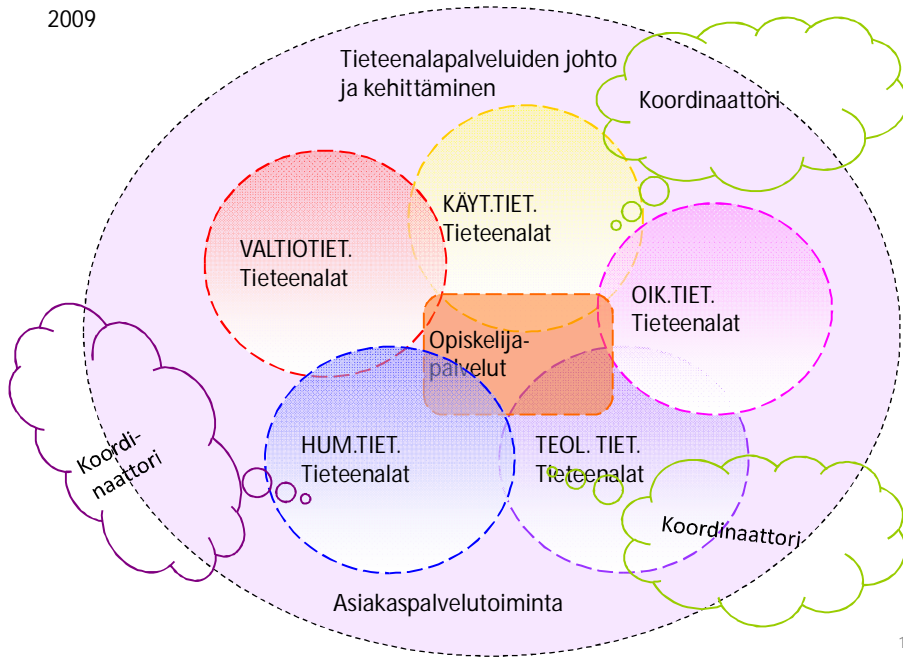 2009
Tieteenalapalveluiden johto
ja kehittäminen
Koordinaattori
KÄYT.TIET.
Tieteenalat
VALTIOTIET.
Tieteenalat
OIK.TIET.
Tieteenalat
Opiskelija-
palvelut
Koordi-
naattori
HUM.TIET.
Tieteenalat
TEOL. TIET.
Tieteenalat
Koordinaattori
Asiakaspalvelutoiminta
1